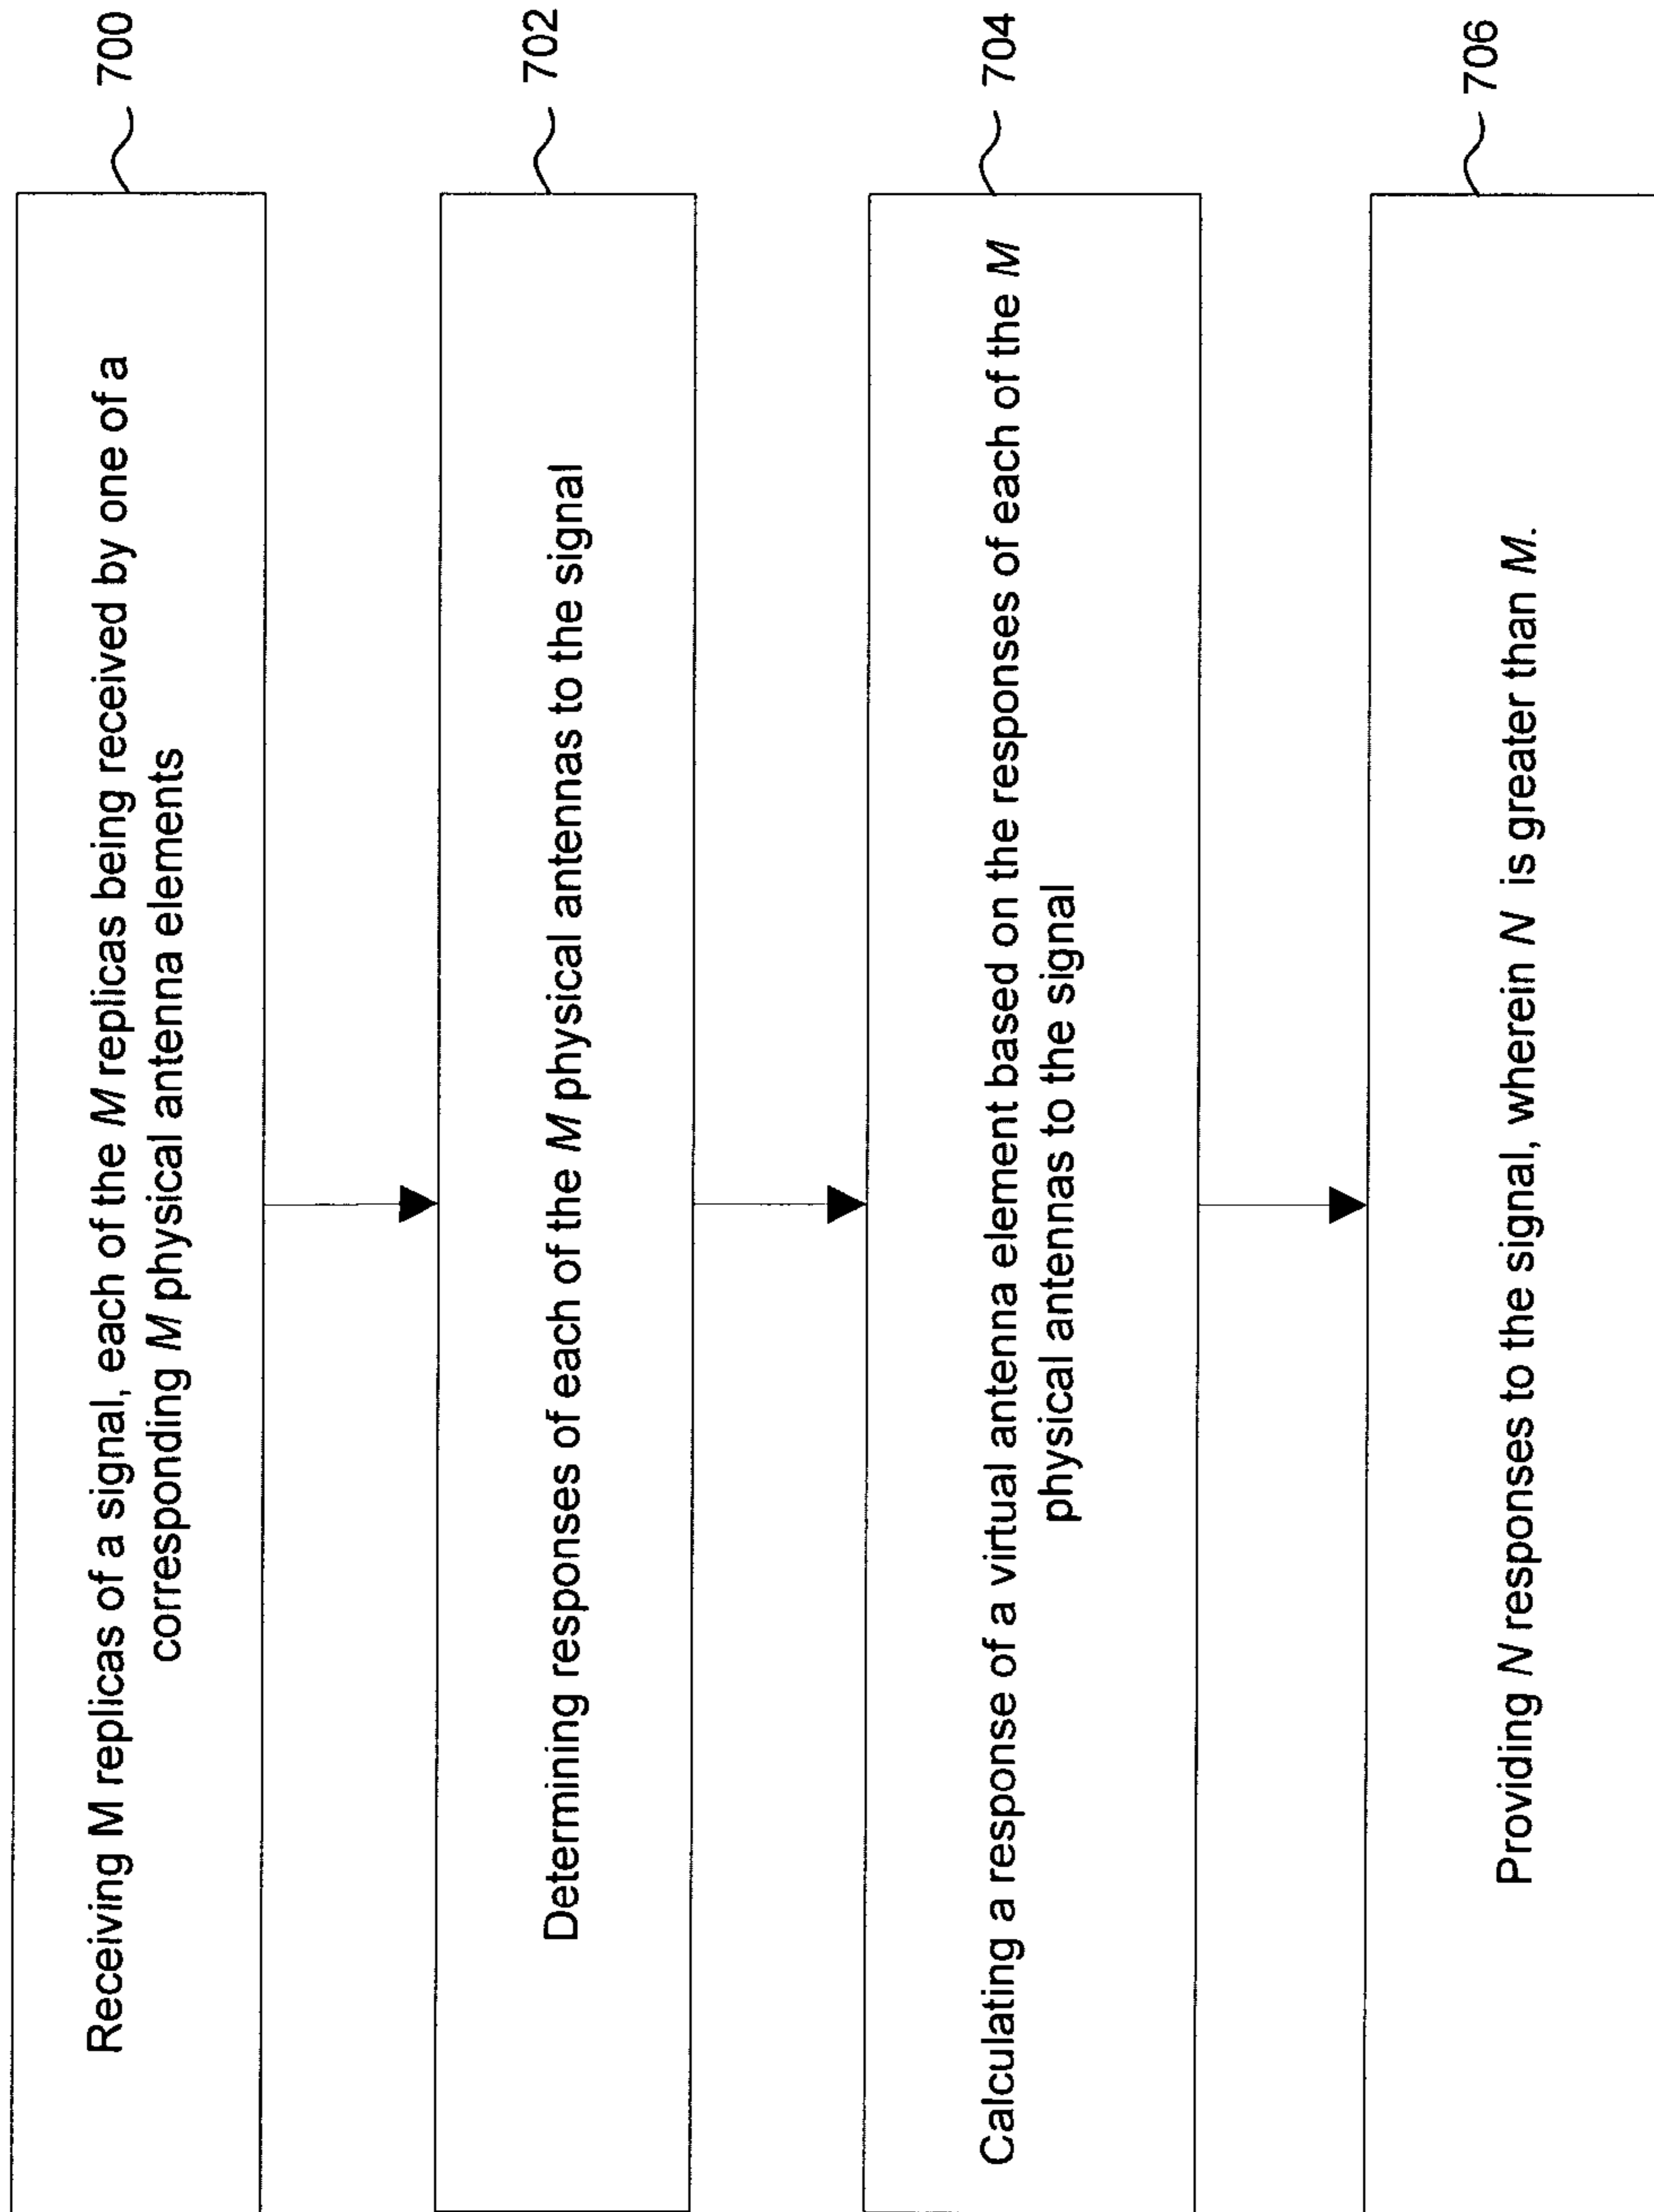 Receiving M replicas of a signal, each of the M replicas being received by one of a
corresponding M physical antenna elements
700
Determining responses of each of the M physical antennas to the signal
702
Calculating a response of a virtual antenna element based on the responses of each of the M
physical antennas to the signal
704
Providing N responses to the signal, wherein N is greater than M.
706